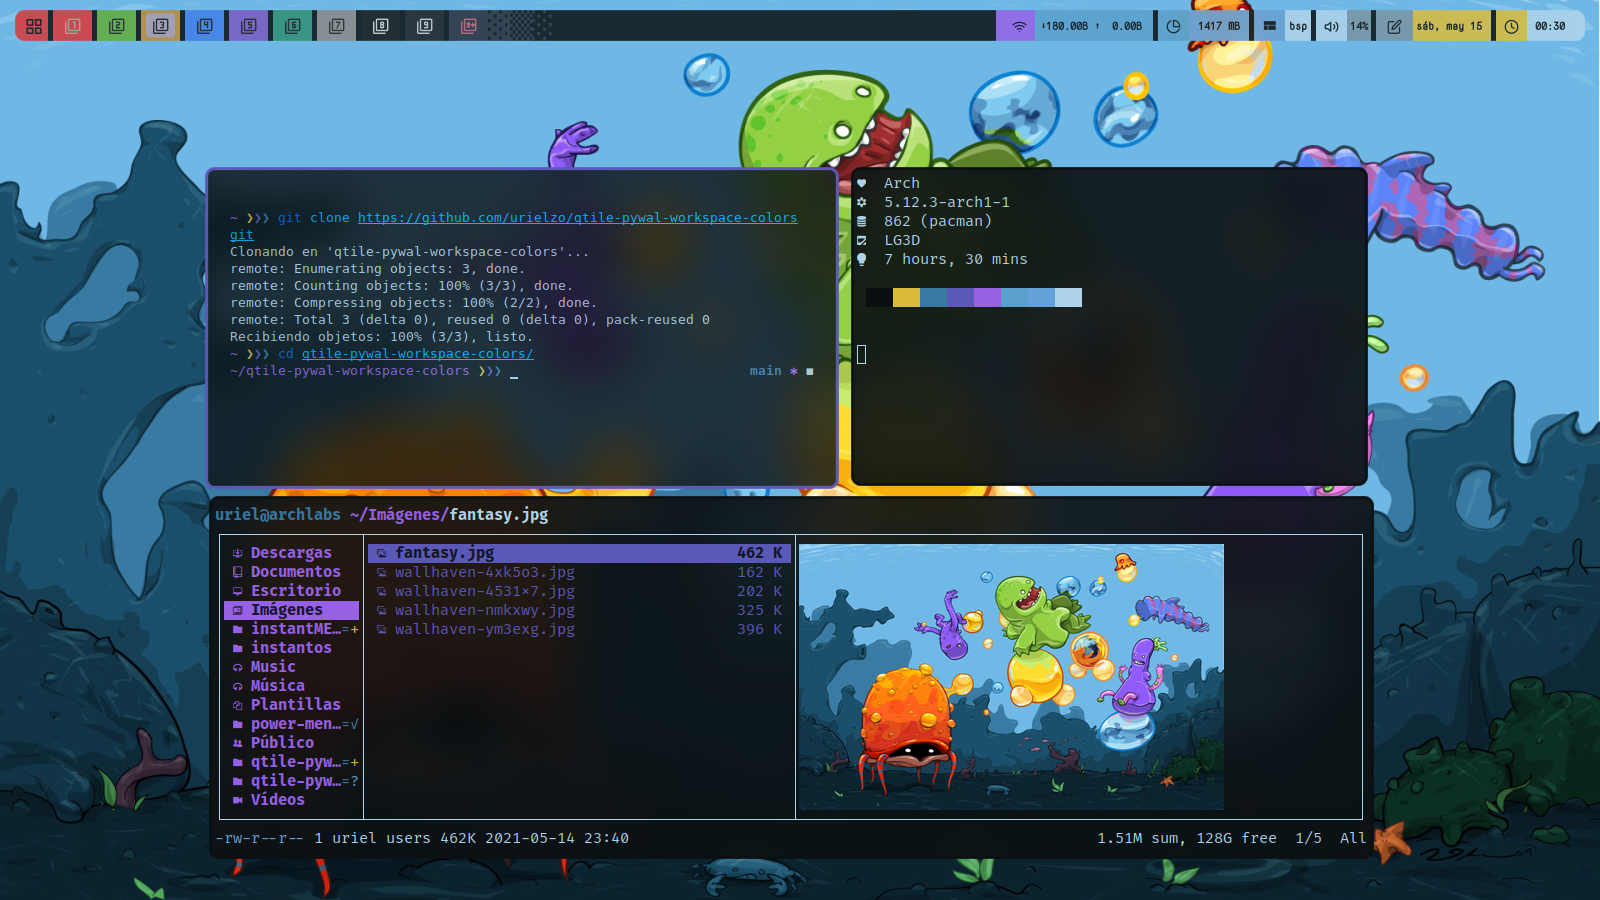 1 2 3 4 5 6 7 8 9 9+ ↓180.00B ↑ 0.00B 1417 MB bsp 14% sáb, may 15 00:30
~ ❯❯❯ git clone https://github.com/urielzo/qtile-pywal-workspace-colors
git
Clonando en 'qtile-pywal-workspace-colors'...
remote: Enumerating objects: 3, done.
remote: Counting objects: 100% (3/3), done.
remote: Compressing objects: 100% (2/2), done.
remote: Total 3 (delta 0), reused 0 (delta 0), pack-reused 0
Recibiendo objetos: 100% (3/3), listo.
~ ❯❯❯ cd qtile-pywal-workspace-colors/
~/qtile-pywal-workspace-colors ❯❯❯ _ main ✱ ◼
Arch
5.12.3-arch1-1
862 (pacman)
LG3D
7 hours, 30 mins
uriel@archlabs ~/Imágenes/fantasy.jpg
Descargas
Documentos
Escritorio
Imágenes
instantME…=+
instantos
Music
Música
Plantillas
power-men…=√
Público
qtile-pyw…=+
qtile-pyw…=?
Vídeos
fantasy.jpg 462 K
wallhaven-4xk5o3.jpg 162 K
wallhaven-4531×7.jpg 202 K
wallhaven-nmkxwy.jpg 325 K
wallhaven-ym3exg.jpg 396 K
-rw-r--r-- 1 uriel users 462K 2021-05-14 23:40 1.51M sum, 128G free 1/5 All